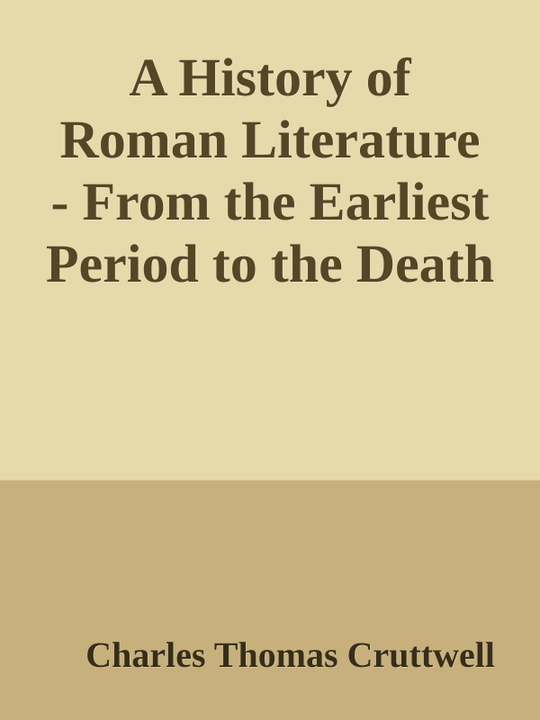 A History of
Roman Literature
- From the Earliest
Period to the Death
Charles Thomas Cruttwell